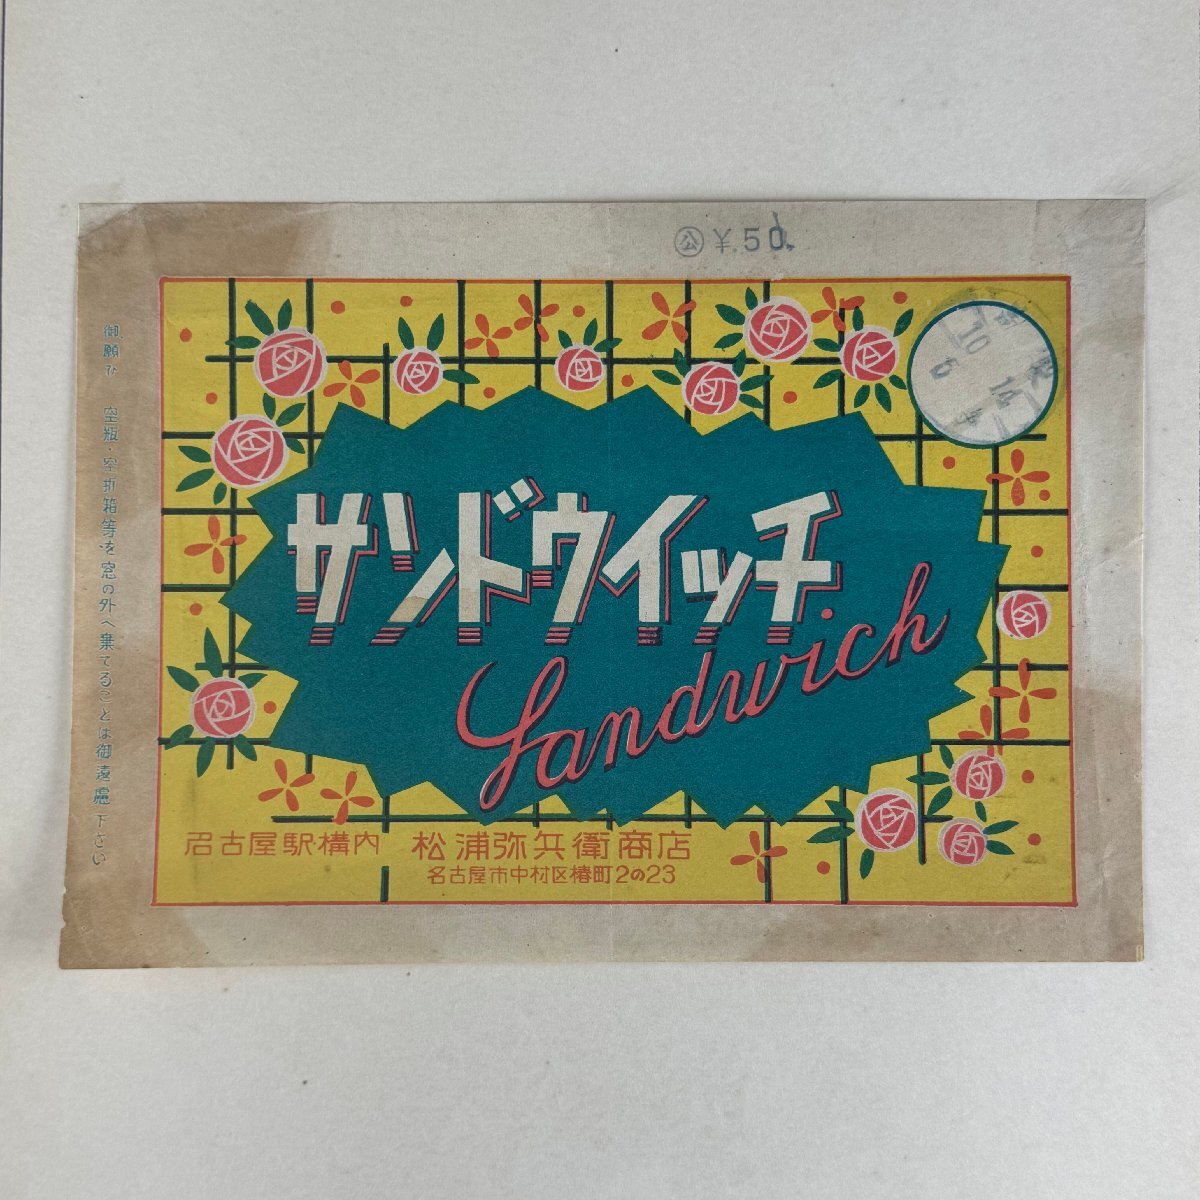 ㊂ ¥50
サンドウイッチ
Sandwich
名古屋駅構内 松浦弥兵衛商店
名古屋市中村区椿町2の23
御願ひ 空瓶・空折箱等を窓の外へ棄てることは御遠慮下さい
10
6